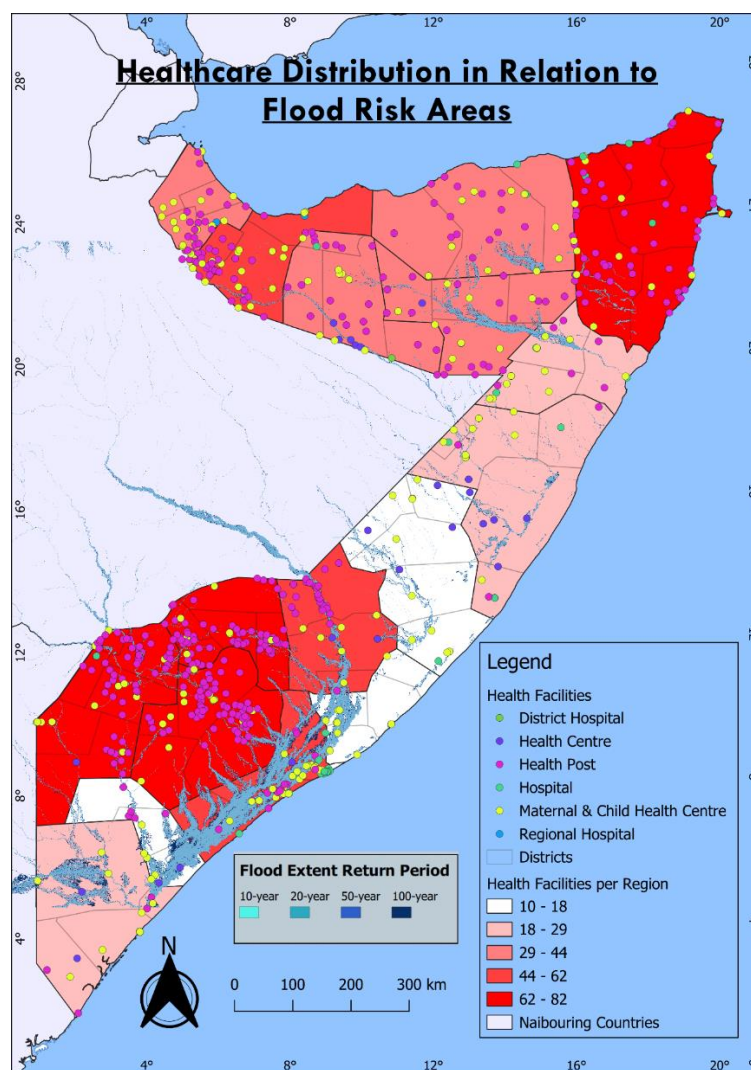 4° 8° 12° 16° 20°
Healthcare Distribution in Relation to
Flood Risk Areas
28°
24°
20°
16°
12°
8°
4°
Legend
Health Facilities
District Hospital
Health Centre
Health Post
Hospital
Maternal & Child Health Centre
Regional Hospital
Districts
Health Facilities per Region
10 - 18
18 - 29
29 - 44
44 - 62
62 - 82
Naibouring Countries
Flood Extent Return Period
10-year 20-year 50-year 100-year
N
0 100 200 300 km
4° 8° 12° 16° 20°